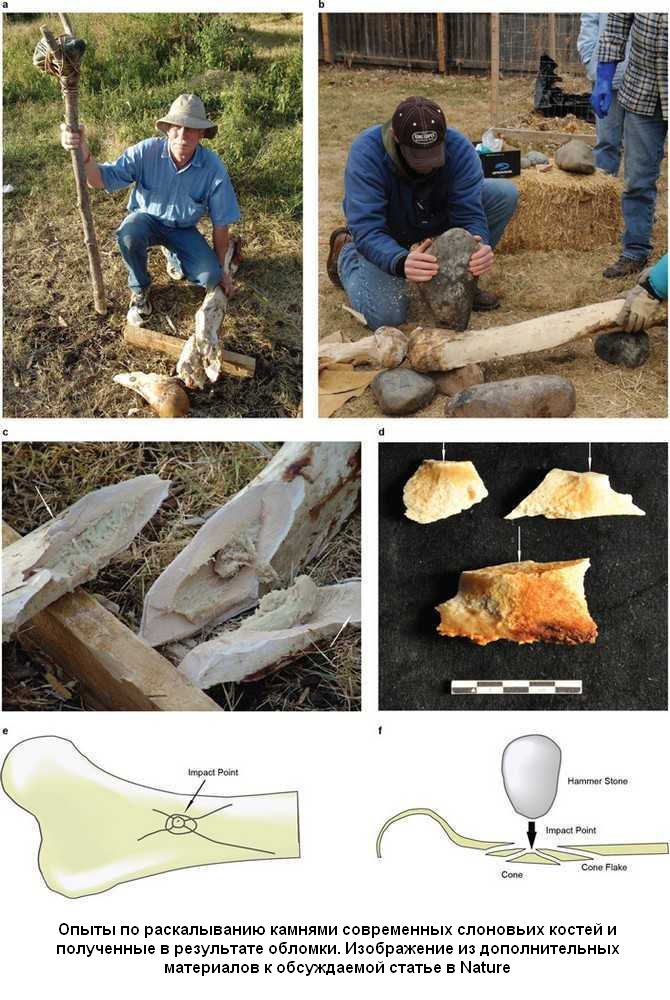 a
b
c
d
e
Impact Point
f
Hammer Stone
Impact Point
Cone Flake
Cone
Опыты по раскалыванию камнями современных слоновьих костей и
полученные в результате обломки. Изображение из дополнительных
материалов к обсуждаемой статье в Nature